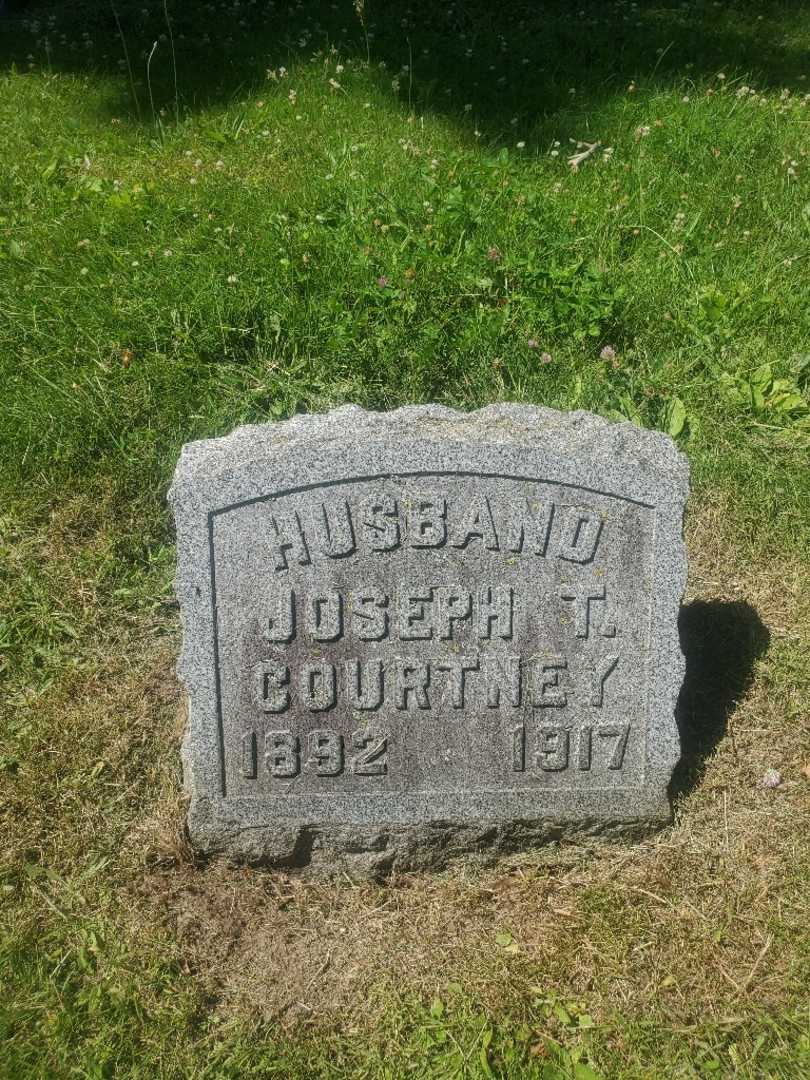 HUSBAND
JOSEPH T.
COURTNEY
1892 1917